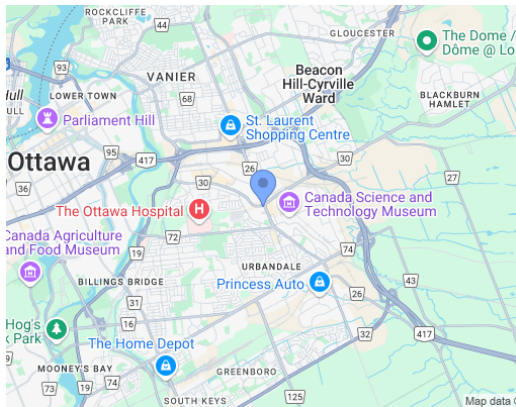 ROCKCLIFFE
PARK
GLOUCESTER
The Dome /
Dôme @ Lo
93
VANIER
Beacon
Hill-Cyrville
Ward
Hull
LOWER TOWN
68
BLACKBURN
HAMLET
ULL
Parliament Hill
St. Laurent
Shopping Centre
Ottawa
95
417
26
30
27
36
30
The Ottawa Hospital
H
Canada Science and
Technology Museum
Canada Agriculture
and Food Museum
72
74
19
URBANDALE
43
BILLINGS BRIDGE
Princess Auto
31
Hog's
k Park
16
32
417
The Home Depot
MOONEY'S BAY
GREENBORO
73
19
74
SOUTH KEYS
125
Map data ©